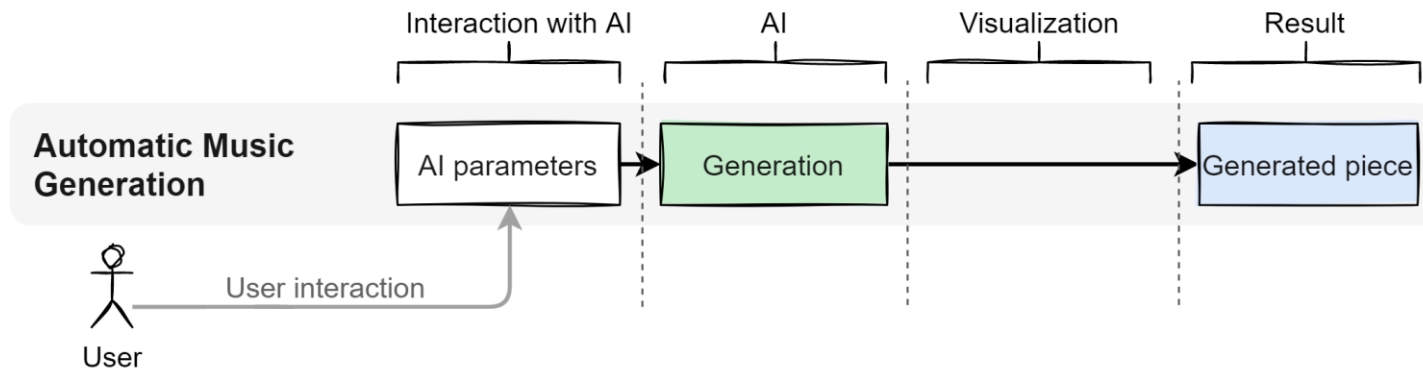 Interaction with AI
AI
Visualization
Result
Automatic Music
Generation
AI parameters
Generation
Generated piece
User interaction
User